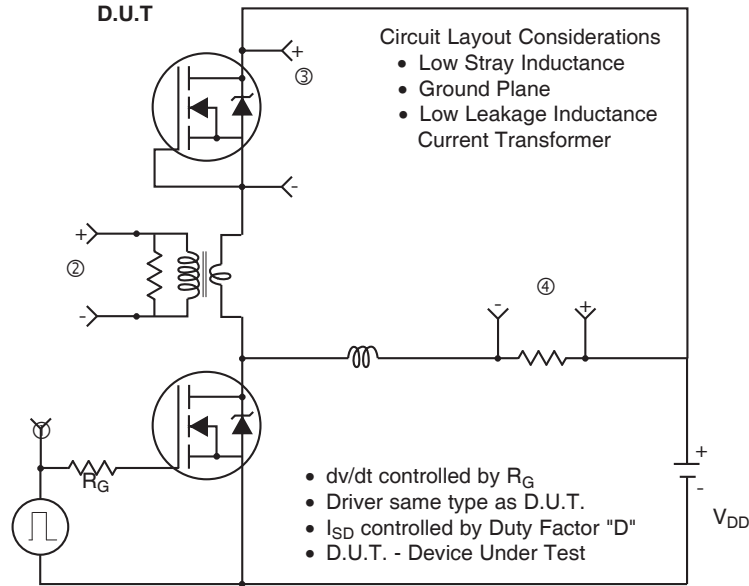 D.U.T
+
③
-
Circuit Layout Considerations
• Low Stray Inductance
• Ground Plane
• Low Leakage Inductance
Current Transformer
+
②
-
④
-
+
R_G
+
-
V_DD
• dv/dt controlled by R_G
• Driver same type as D.U.T.
• I_SD controlled by Duty Factor "D"
• D.U.T. - Device Under Test